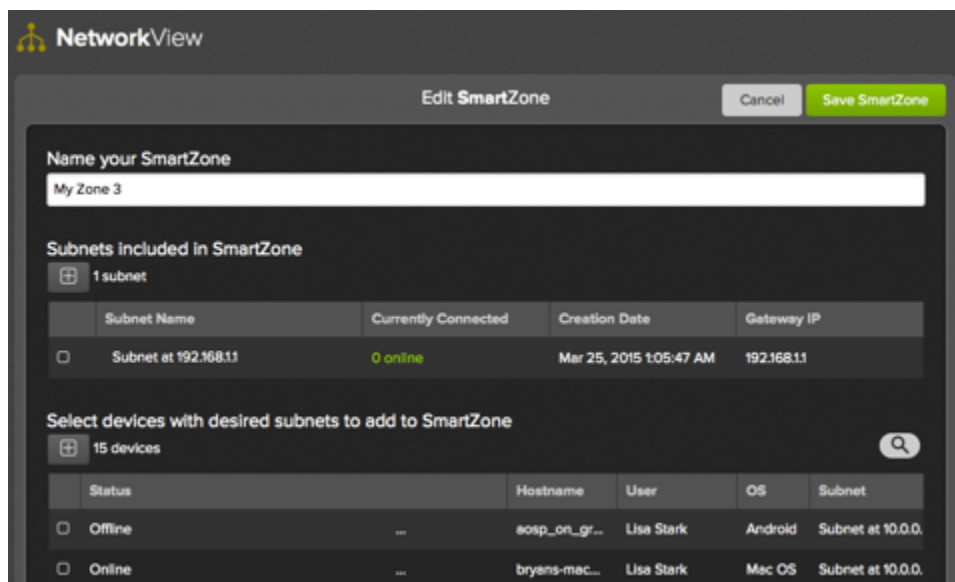 NetworkView
Edit SmartZone
Cancel
Save SmartZone
Name your SmartZone
My Zone 3
Subnets included in SmartZone
1 subnet
Subnet Name Currently Connected Creation Date Gateway IP
Subnet at 192.168.1.1 0 online Mar 25, 2015 1:05:47 AM 192.168.1.1
Select devices with desired subnets to add to SmartZone
15 devices
Status Hostname User OS Subnet
Offline ... aosp_on_gr... Lisa Stark Android Subnet at 10.0.0.
Online ... bryans-mac... Lisa Stark Mac OS Subnet at 10.0.0.